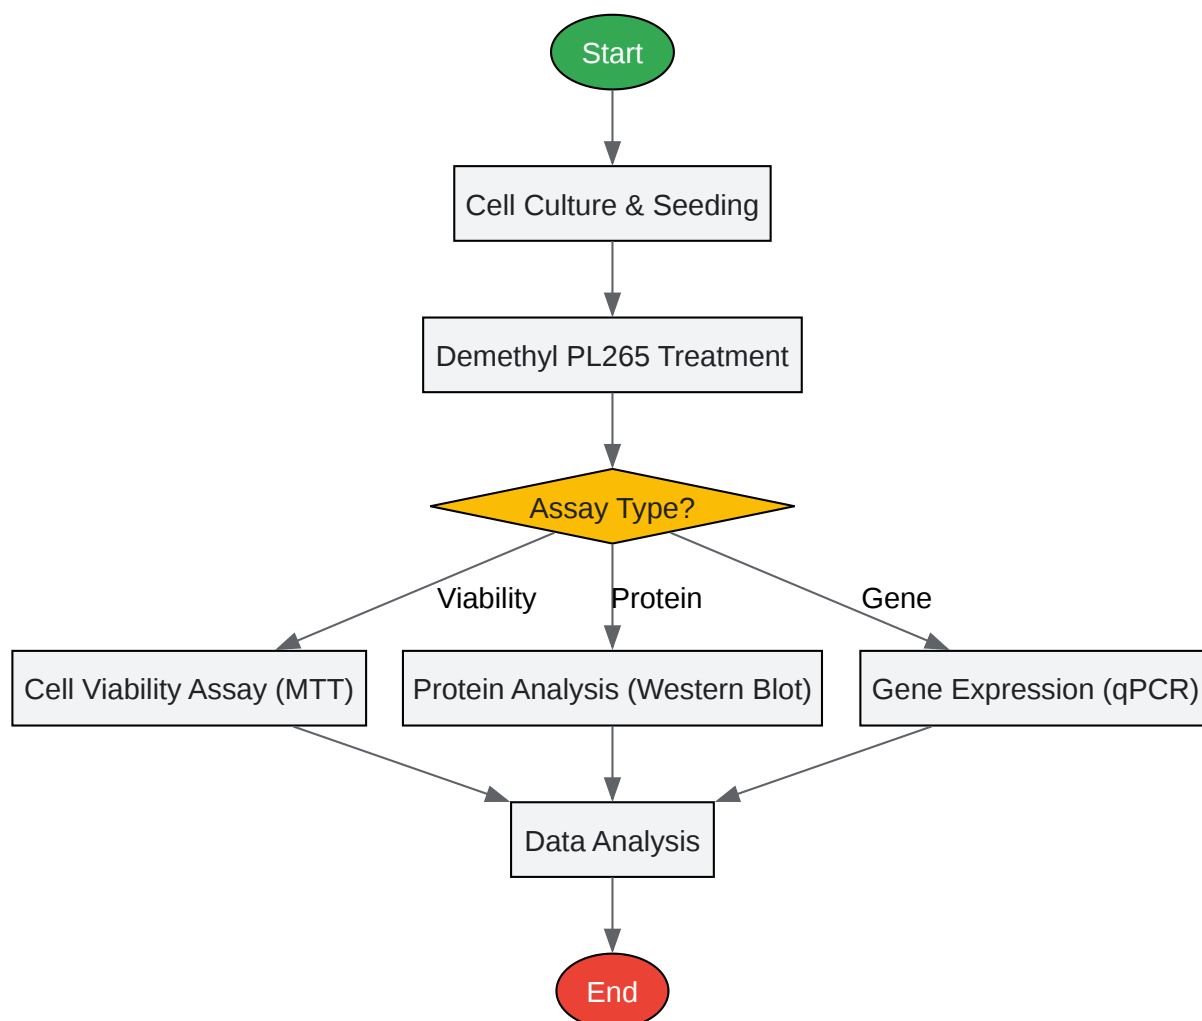 Start
Cell Culture & Seeding
Demethyl PL265 Treatment
Assay Type?
Viability
Protein
Gene
Cell Viability Assay (MTT)
Protein Analysis (Western Blot)
Gene Expression (qPCR)
Data Analysis
End